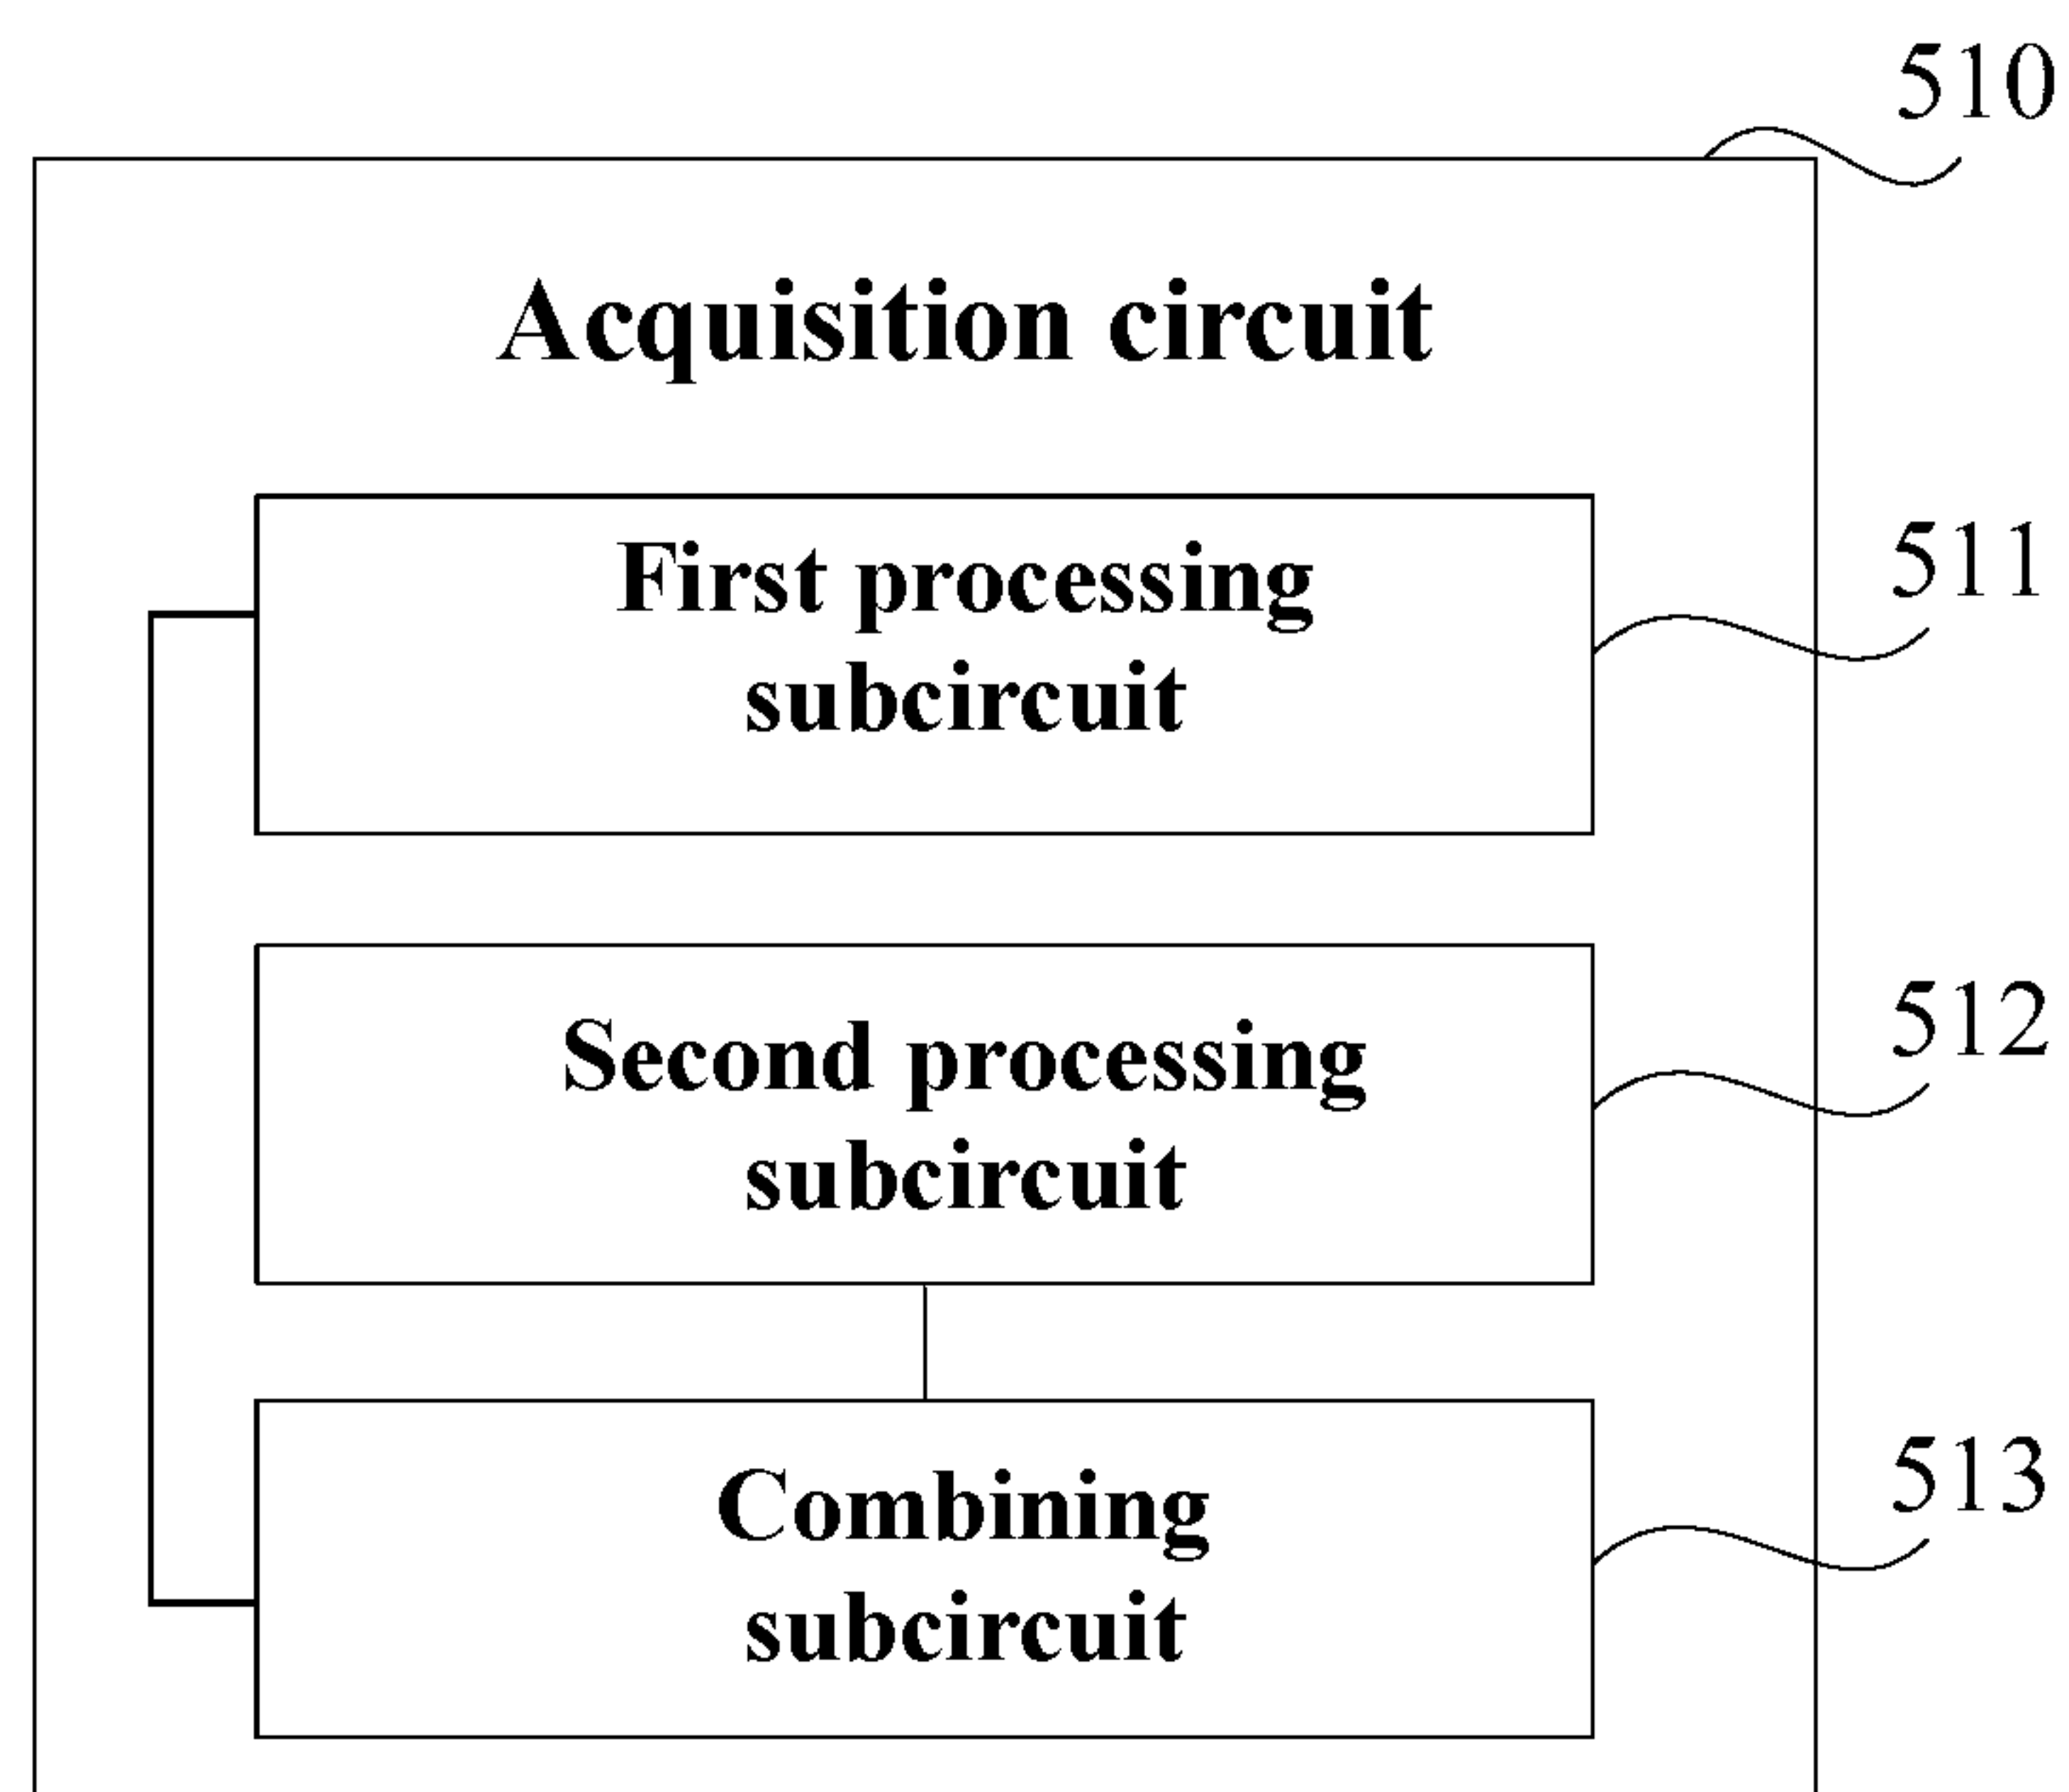 510
Acquisition circuit
First processing
subcircuit
511
Second processing
subcircuit
512
Combining
subcircuit
513